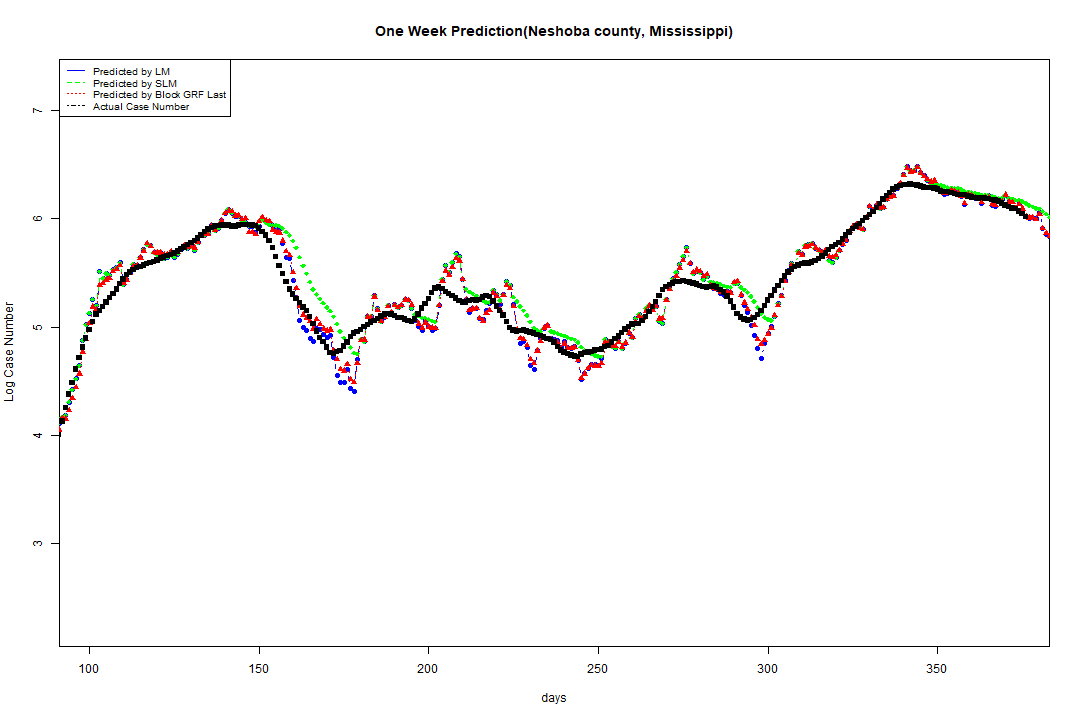 One Week Prediction(Neshoba county, Mississippi)
Predicted by LM
Predicted by SLM
Predicted by Block GRF Last
Actual Case Number
7
6
5
4
3
Log Case Number
100 150 200 250 300 350
days